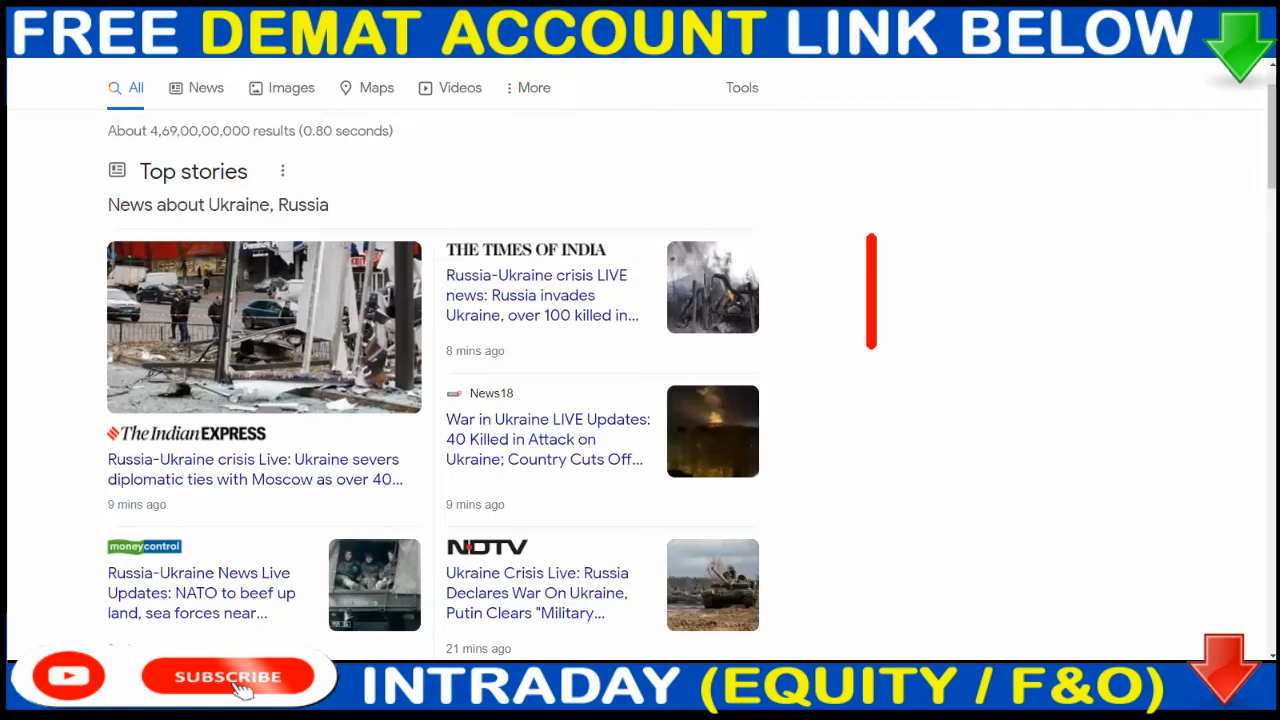 FREE DEMAT ACCOUNT LINK BELOW
All News Images Maps Videos More Tools
About 4,69,00,00,000 results (0.80 seconds)
Top stories
News about Ukraine, Russia
The Indian EXPRESS
Russia-Ukraine crisis Live: Ukraine severs
diplomatic ties with Moscow as over 40...
9 mins ago
THE TIMES OF INDIA
Russia-Ukraine crisis LIVE
news: Russia invades
Ukraine, over 100 killed in...
8 mins ago
News18
War in Ukraine LIVE Updates:
40 Killed in Attack on
Ukraine; Country Cuts Off...
9 mins ago
moneycontrol
Russia-Ukraine News Live
Updates: NATO to beef up
land, sea forces near...
NDTV
Ukraine Crisis Live: Russia
Declares War On Ukraine,
Putin Clears "Military...
21 mins ago
SUBSCRIBE
INTRADAY (EQUITY / F&O)